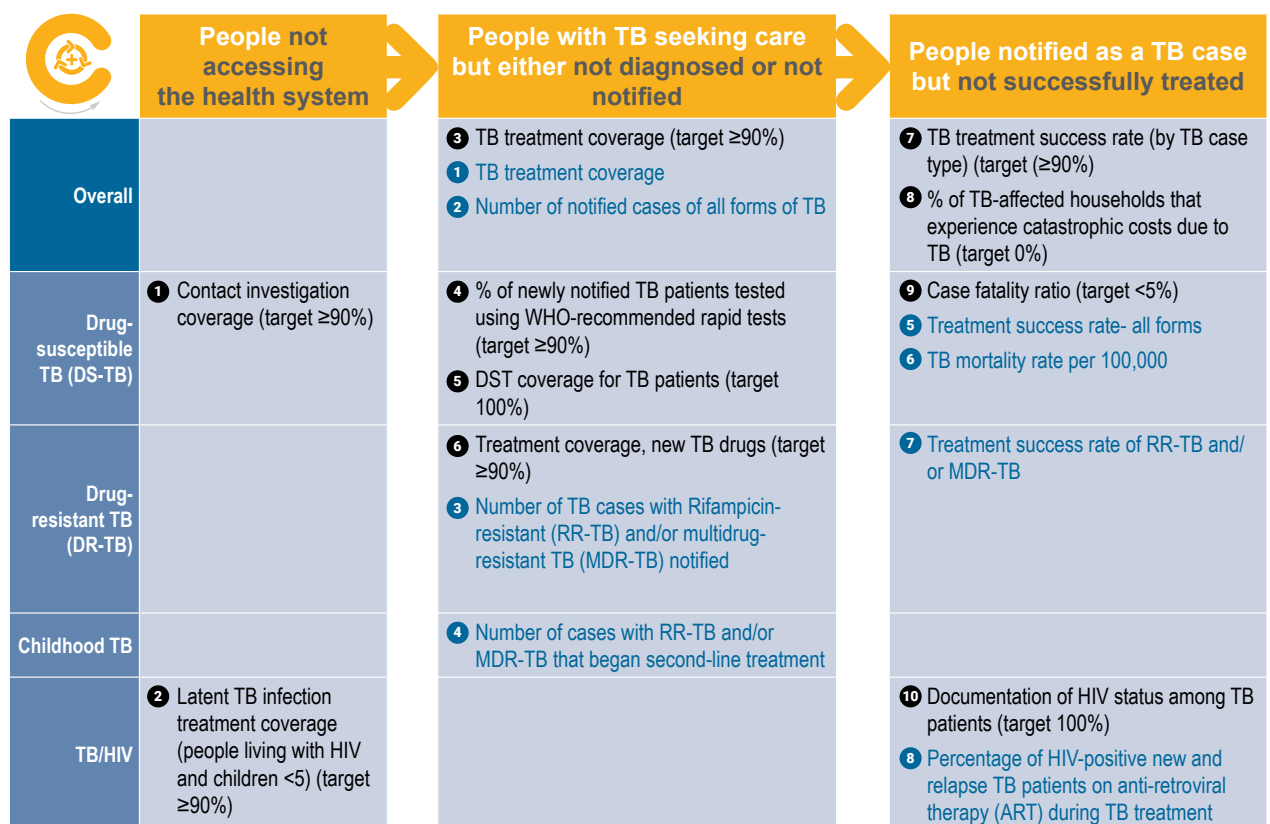 People not
accessing
the health system
People with TB seeking care
but either not diagnosed or not
notified
People notified as a TB case
but not successfully treated
Overall
3 TB treatment coverage (target ≥90%)
1 TB treatment coverage
2 Number of notified cases of all forms of TB
7 TB treatment success rate (by TB case
type) (target (≥90%)
8 % of TB-affected households that
experience catastrophic costs due to
TB (target 0%)
Drug-
susceptible
TB (DS-TB)
1 Contact investigation
coverage (target ≥90%)
4 % of newly notified TB patients tested
using WHO-recommended rapid tests
(target ≥90%)
5 DST coverage for TB patients (target
100%)
9 Case fatality ratio (target <5%)
5 Treatment success rate- all forms
6 TB mortality rate per 100,000
Drug-
resistant TB
(DR-TB)
6 Treatment coverage, new TB drugs (target
≥90%)
3 Number of TB cases with Rifampicin-
resistant (RR-TB) and/or multidrug-
resistant TB (MDR-TB) notified
7 Treatment success rate of RR-TB and/
or MDR-TB
Childhood TB
4 Number of cases with RR-TB and/or
MDR-TB that began second-line treatment
TB/HIV
2 Latent TB infection
treatment coverage
(people living with HIV
and children <5) (target
≥90%)
10 Documentation of HIV status among TB
patients (target 100%)
8 Percentage of HIV-positive new and
relapse TB patients on anti-retroviral
therapy (ART) during TB treatment